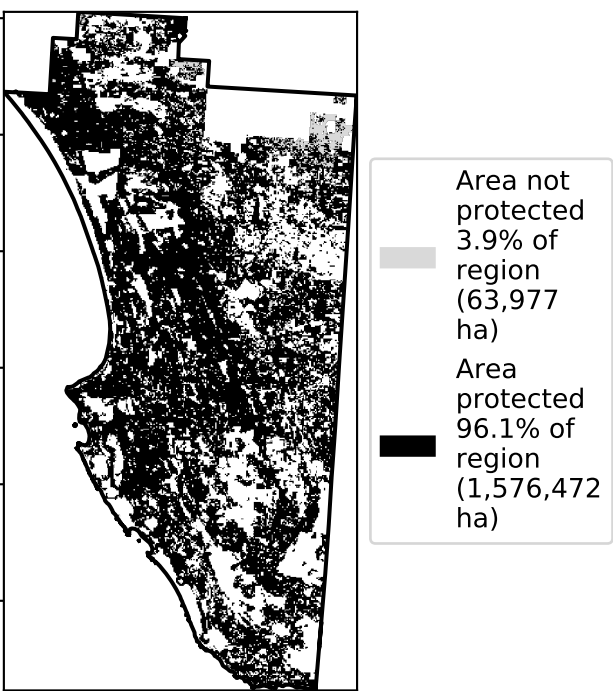 Area not
protected
3.9% of
region
(63,977
ha)
Area
protected
96.1% of
region
(1,576,472
ha)